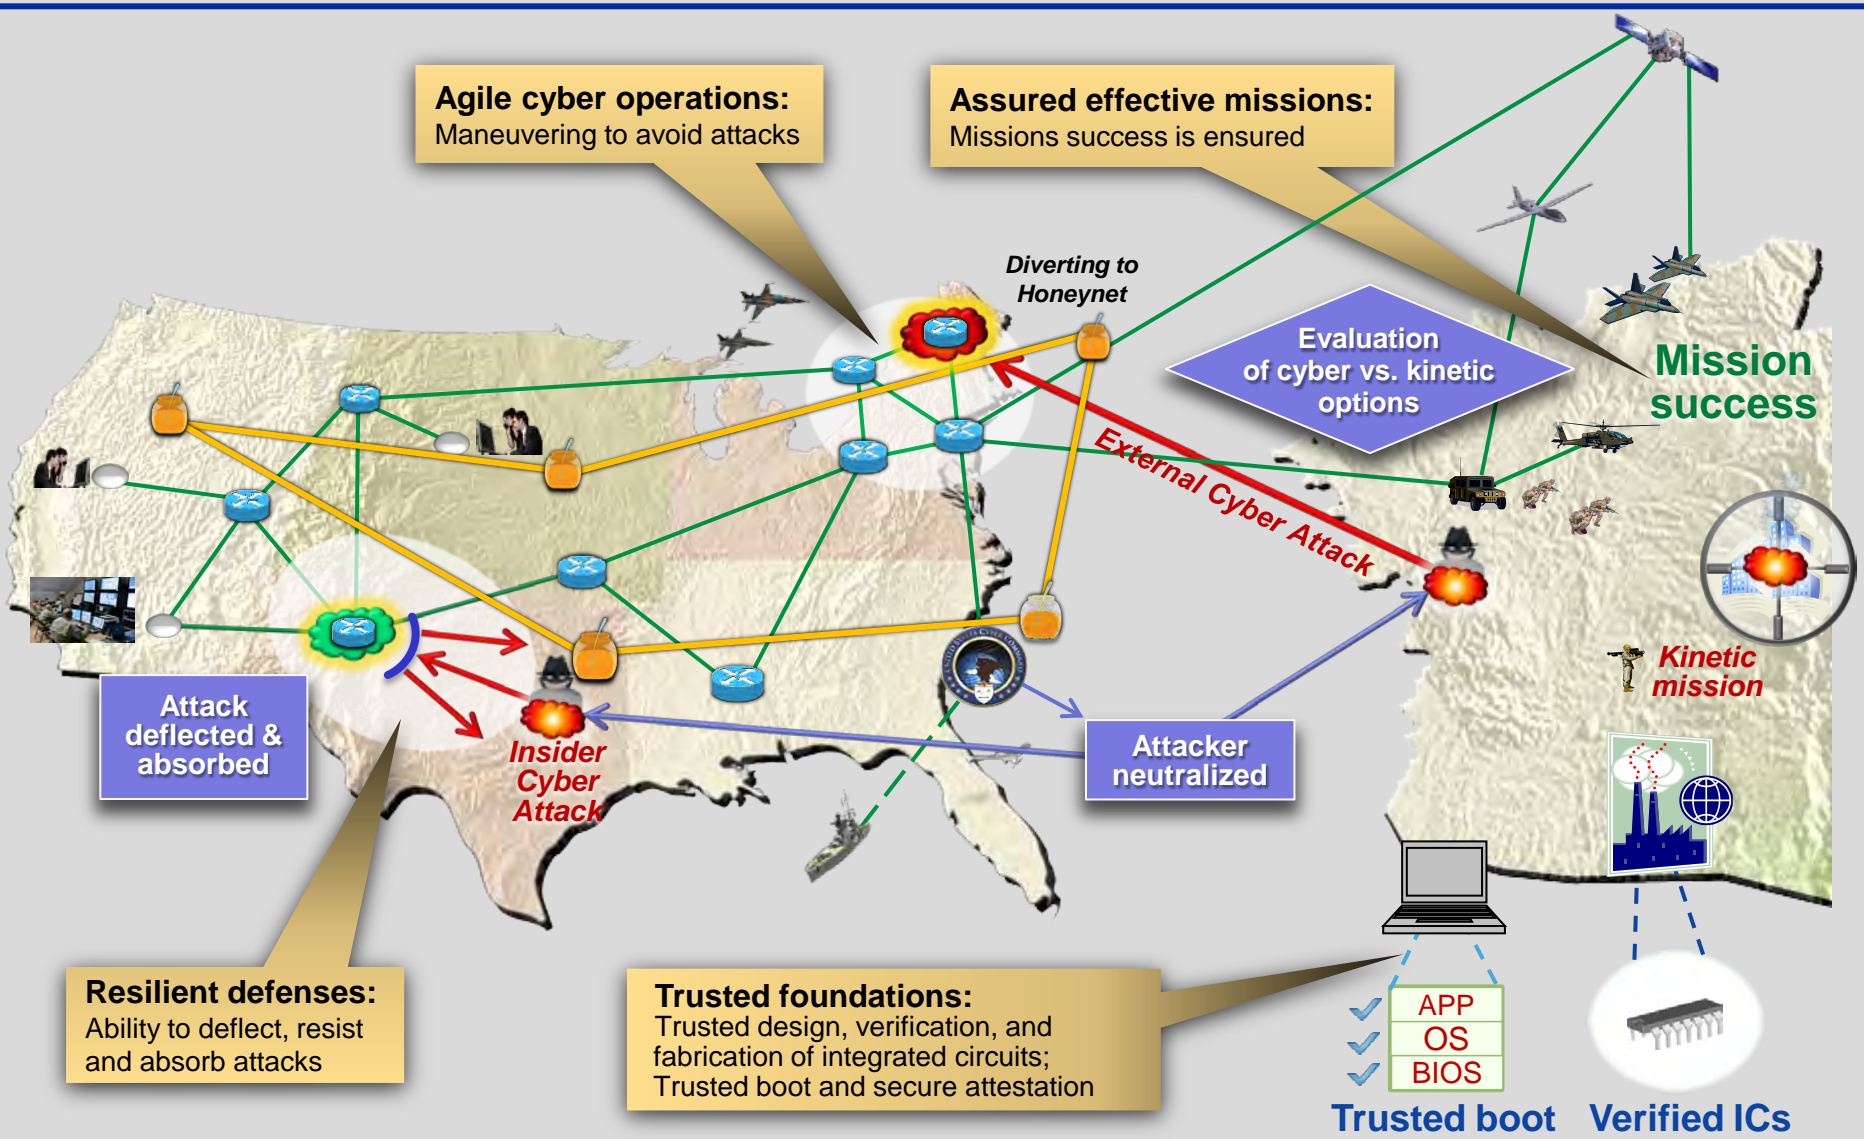 Agile cyber operations:
Maneuvering to avoid attacks
Assured effective missions:
Missions success is ensured
Diverting to
Honeynet
Evaluation
of cyber vs. kinetic
options
Mission
success
External Cyber Attack
Kinetic
mission
Attack
deflected &
absorbed
Insider
Cyber
Attack
Attacker
neutralized
Resilient defenses:
Ability to deflect, resist
and absorb attacks
Trusted foundations:
Trusted design, verification, and
fabrication of integrated circuits;
Trusted boot and secure attestation
APP
OS
BIOS
Trusted boot
Verified ICs